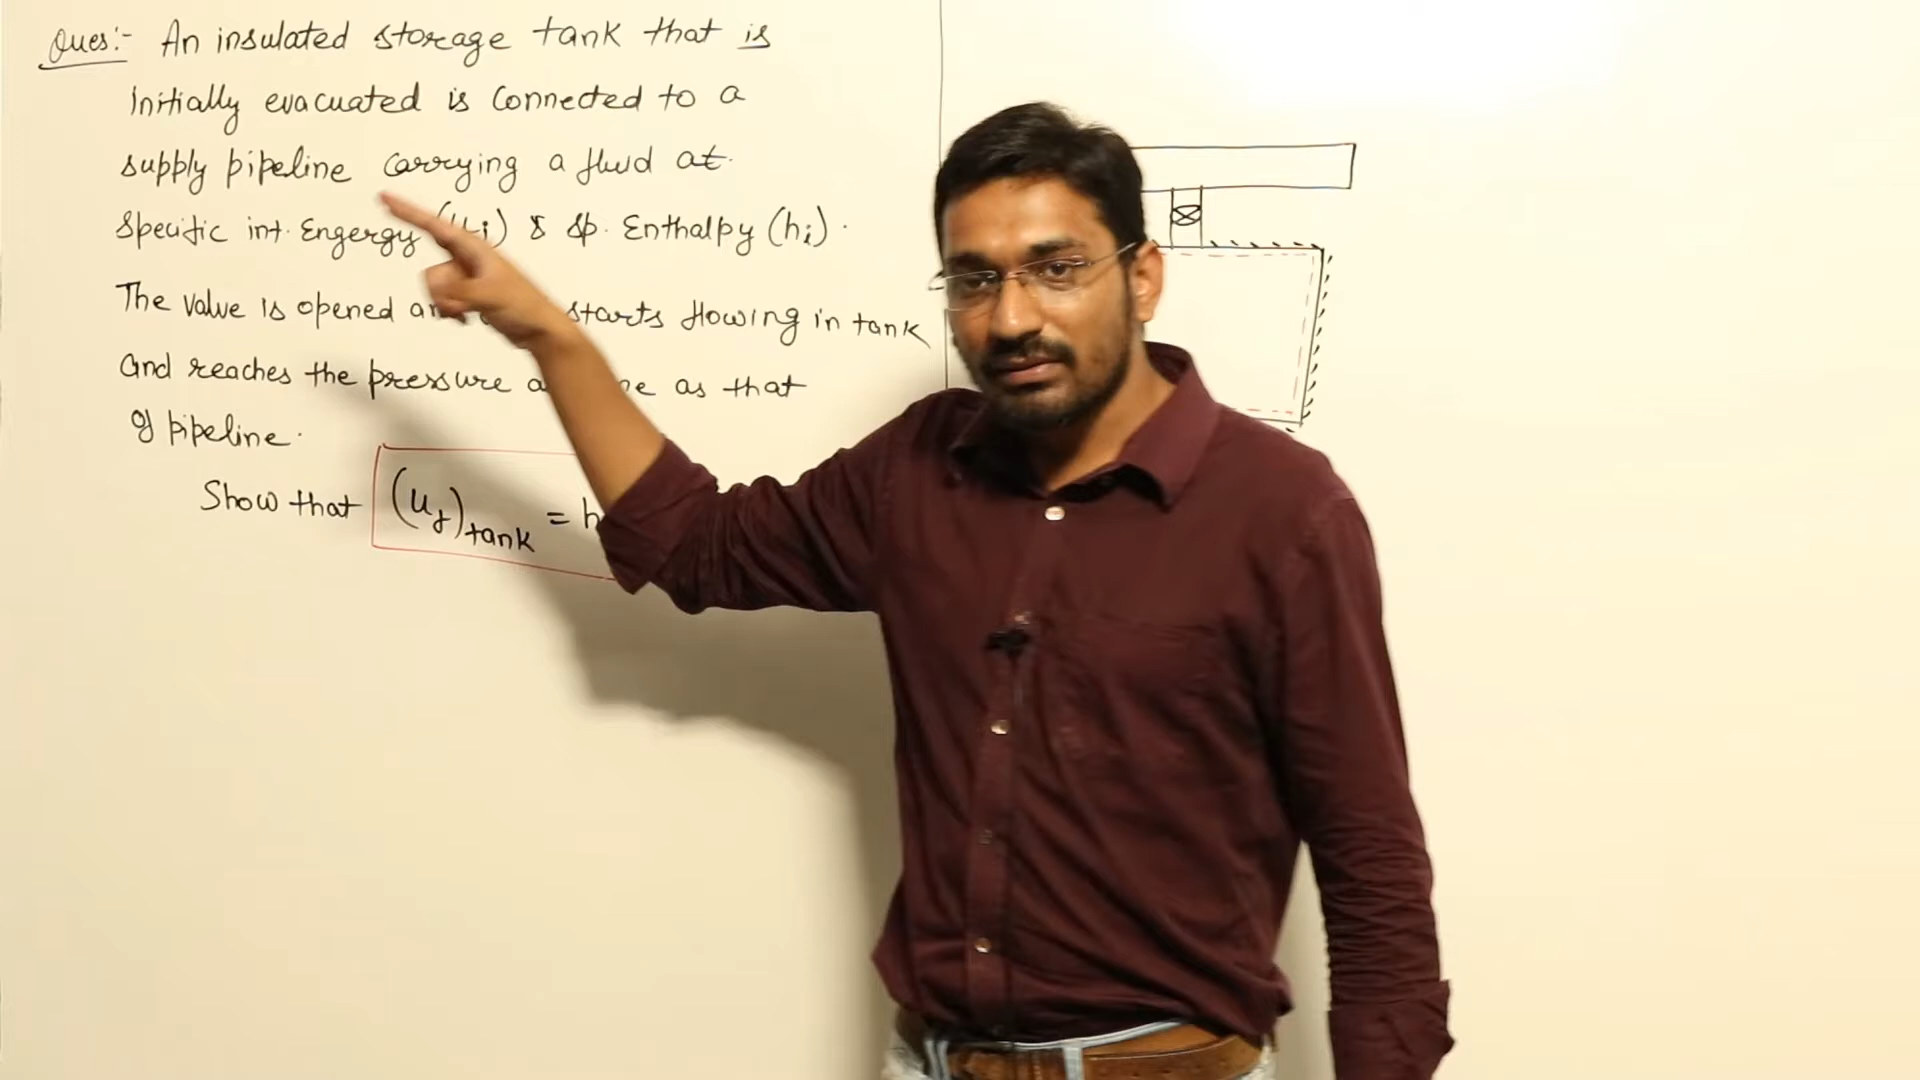 Ques:- An insulated storage tank that is
initially evacuated is connected to a
supply pipeline carrying a fluid at
Specific int. Engergy & Sp. Enthalpy (hi).
The valve is opened starts flowing in tank
and reaches the pressure as that
of pipeline.
Show that (uf)tank = h